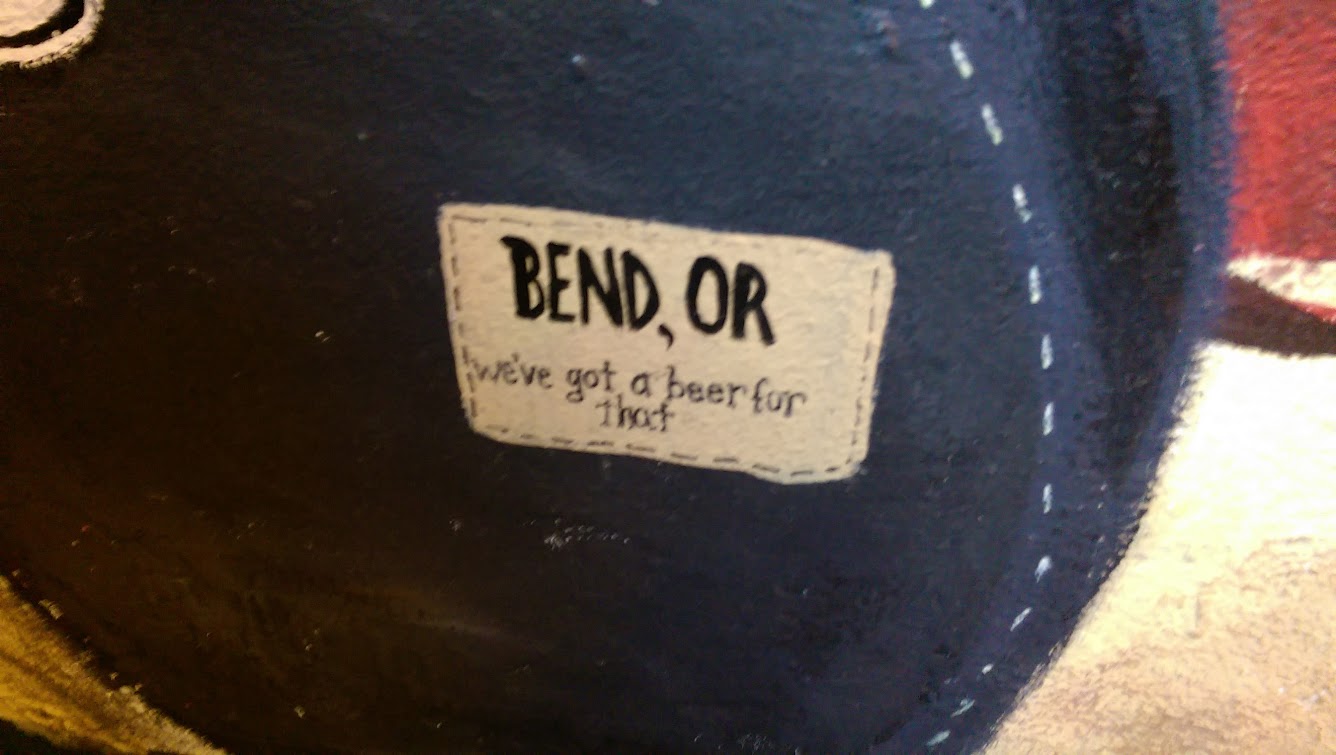 BEND, OR
we've got a beer for
that